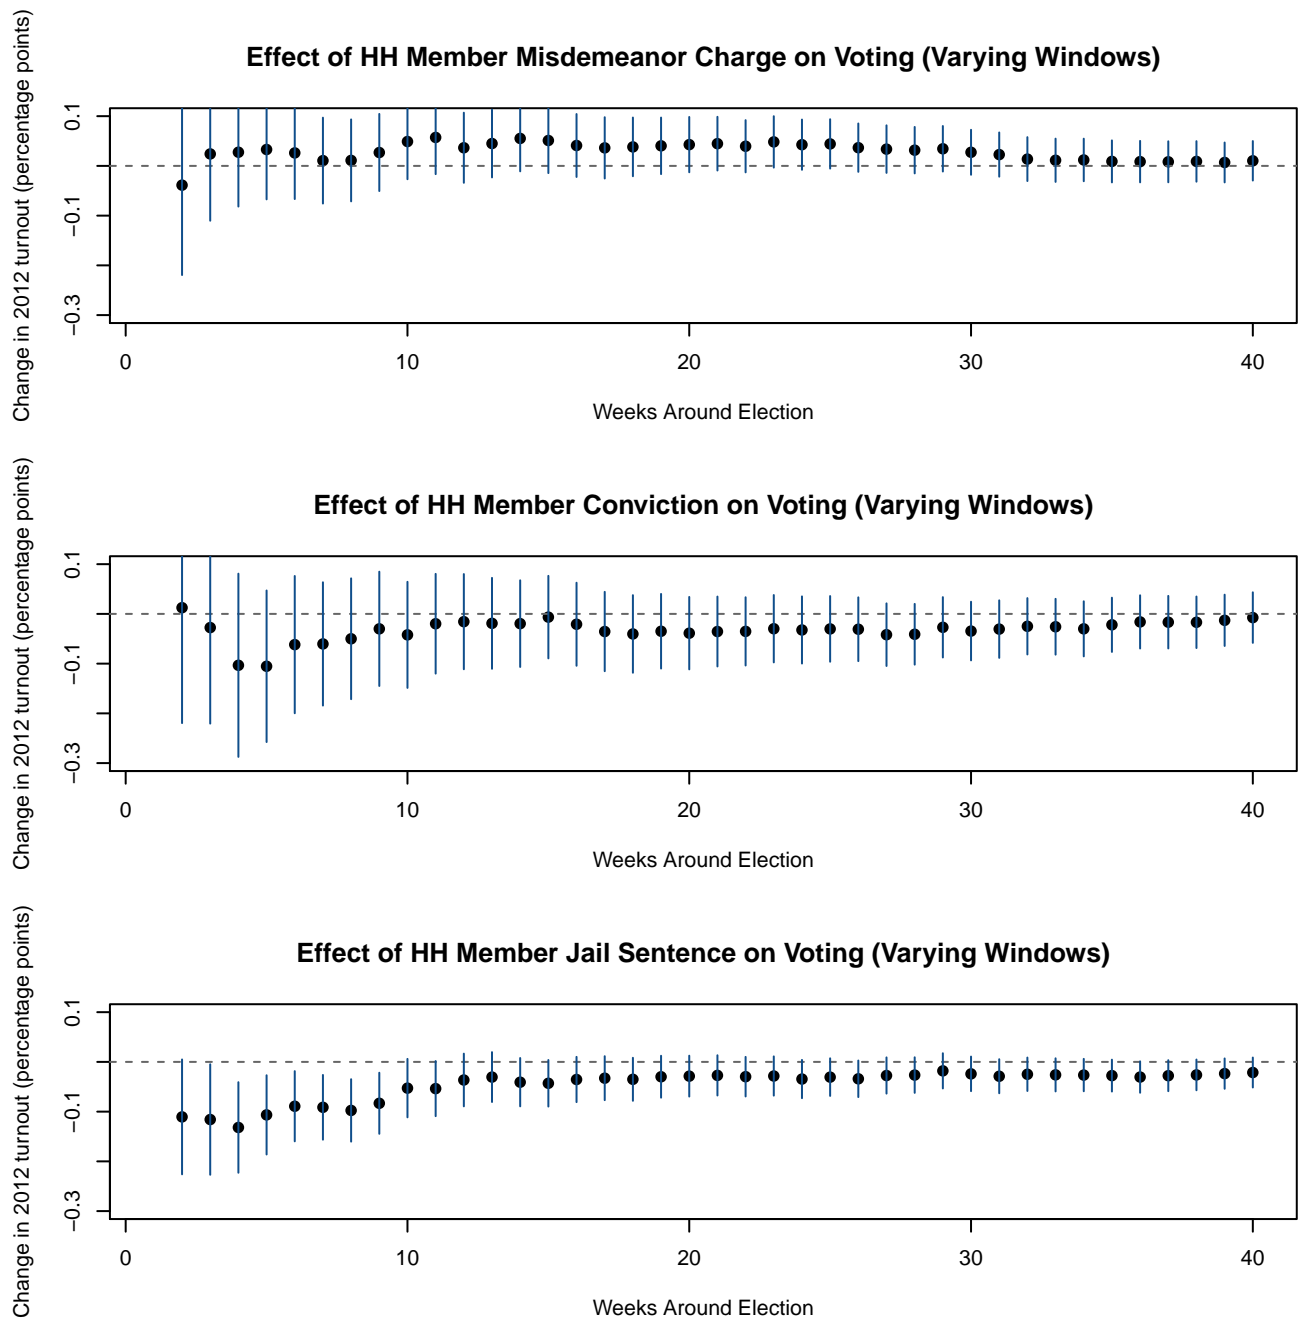 Effect of HH Member Misdemeanor Charge on Voting (Varying Windows)
Change in 2012 turnout (percentage points)
0.1
−0.1
−0.3
0 10 20 30 40
Weeks Around Election
Effect of HH Member Conviction on Voting (Varying Windows)
Change in 2012 turnout (percentage points)
0.1
−0.1
−0.3
0 10 20 30 40
Weeks Around Election
Effect of HH Member Jail Sentence on Voting (Varying Windows)
Change in 2012 turnout (percentage points)
0.1
−0.1
−0.3
0 10 20 30 40
Weeks Around Election